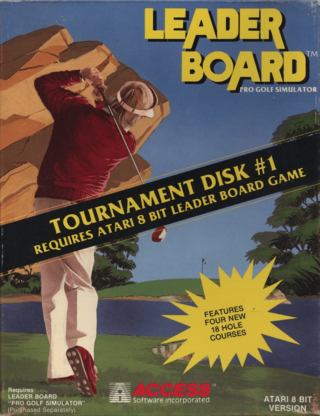 LEADER
BOARD™
PRO GOLF SIMULATOR
TOURNAMENT DISK #1
REQUIRES ATARI 8 BIT LEADER BOARD GAME
FEATURES
FOUR NEW
18 HOLE
COURSES
Requires
LEADER BOARD
"PRO GOLF SIMULATOR"
(Purchased Separately)
ACCESS
Software incorporated
ATARI 8 BIT
VERSION